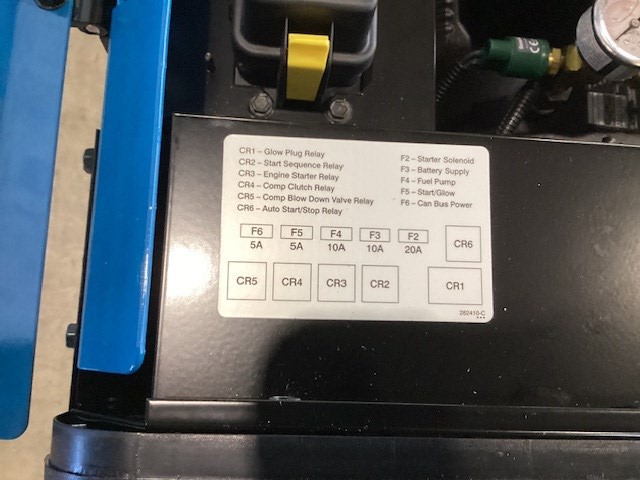 CR1 – Glow Plug Relay
CR2 – Start Sequence Relay
CR3 – Engine Starter Relay
CR4 – Comp Clutch Relay
CR5 – Comp Blow Down Valve Relay
CR6 – Auto Start/Stop Relay
F2 – Starter Solenoid
F3 – Battery Supply
F4 – Fuel Pump
F5 – Start/Glow
F6 – Can Bus Power
F6 F5 F4 F3 F2 CR6
5A 5A 10A 10A 20A
CR5 CR4 CR3 CR2 CR1
282410-C